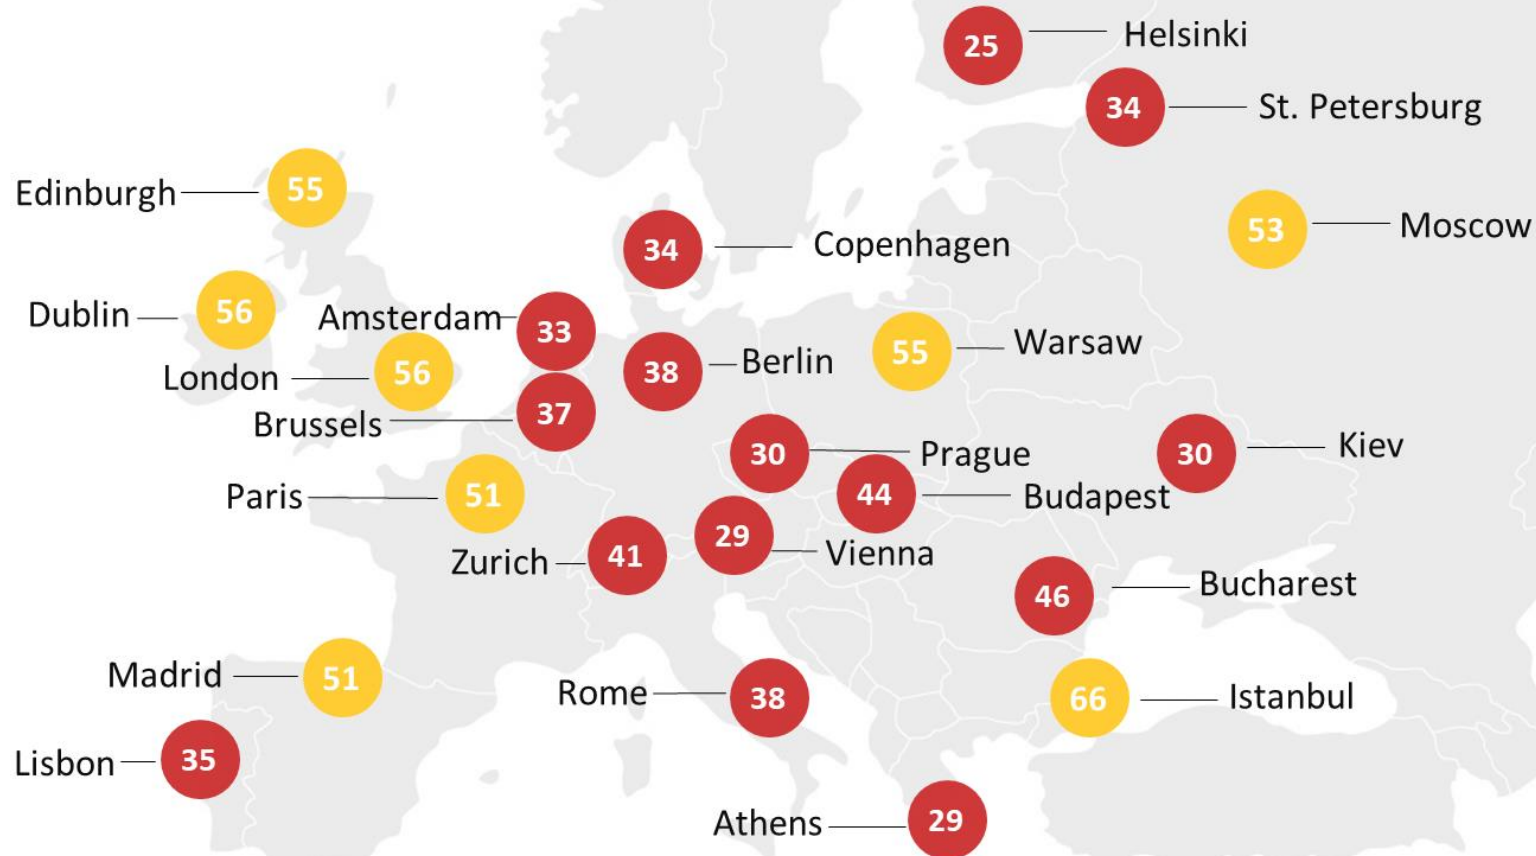 25 Helsinki
34 St. Petersburg
Edinburgh 55
53 Moscow
34 Copenhagen
Dublin 56
Amsterdam 33
55 Warsaw
London 56
38 Berlin
Brussels 37
30 Prague
30 Kiev
Paris 51
44 Budapest
Zurich 41
29 Vienna
46 Bucharest
Madrid 51
Rome 38
66 Istanbul
Lisbon 35
Athens 29